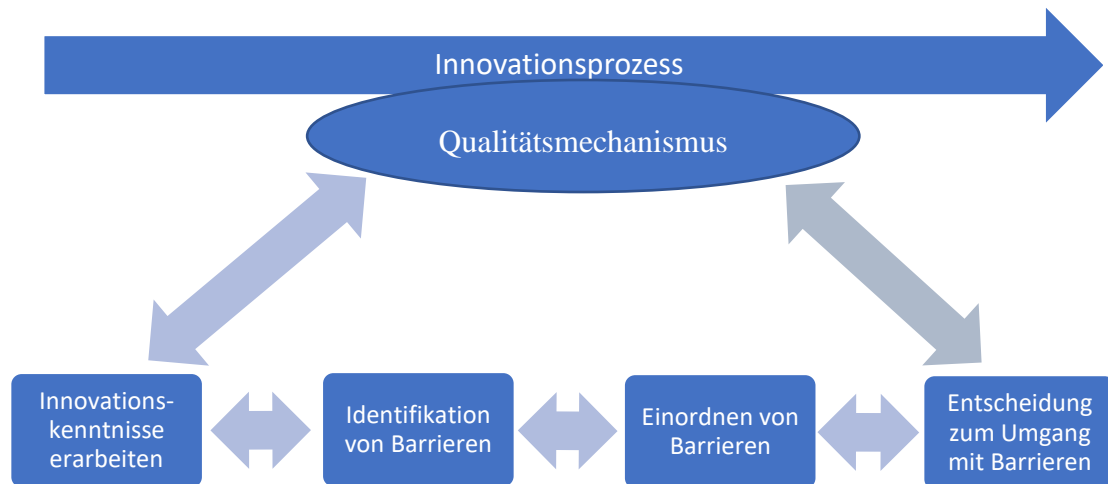 Innovationsprozess
Qualitätsmechanismus
Innovations-
kenntnisse
erarbeiten
Identifikation
von Barrieren
Einordnen von
Barrieren
Entscheidung
zum Umgang
mit Barrieren